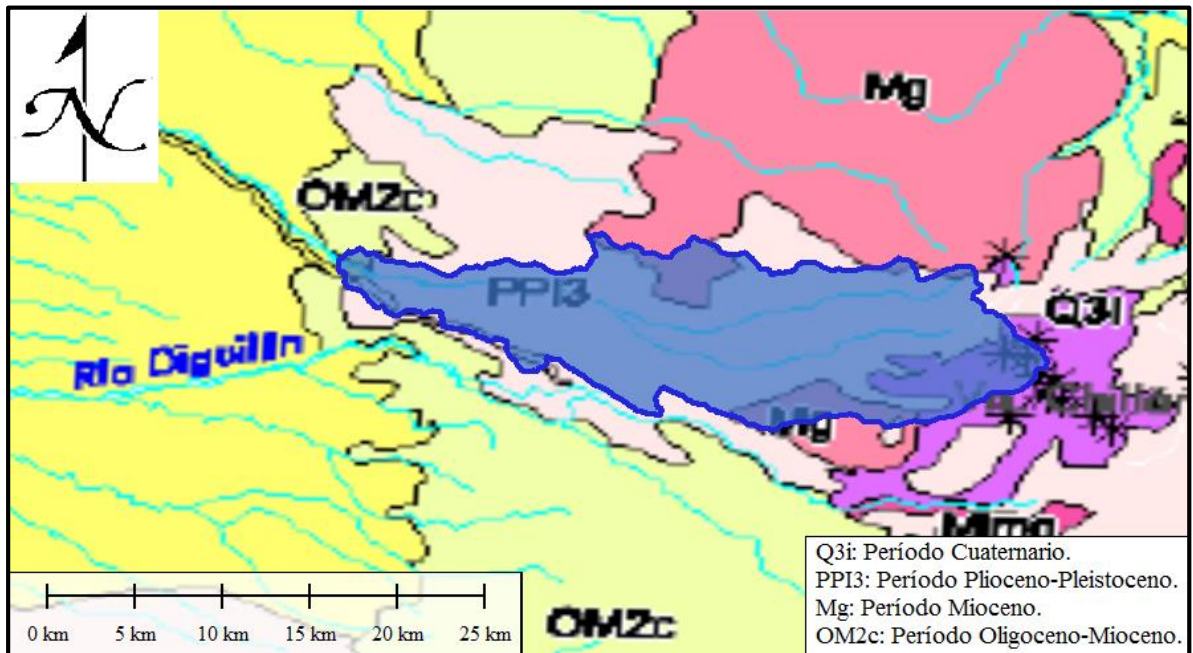 N
Mg
OM2c
PPl3
Q3i
Río Diguillín
Mg
OM2c
0 km 5 km 10 km 15 km 20 km 25 km
Q3i: Período Cuaternario.
PPI3: Período Plioceno-Pleistoceno.
Mg: Período Mioceno.
OM2c: Período Oligoceno-Mioceno.